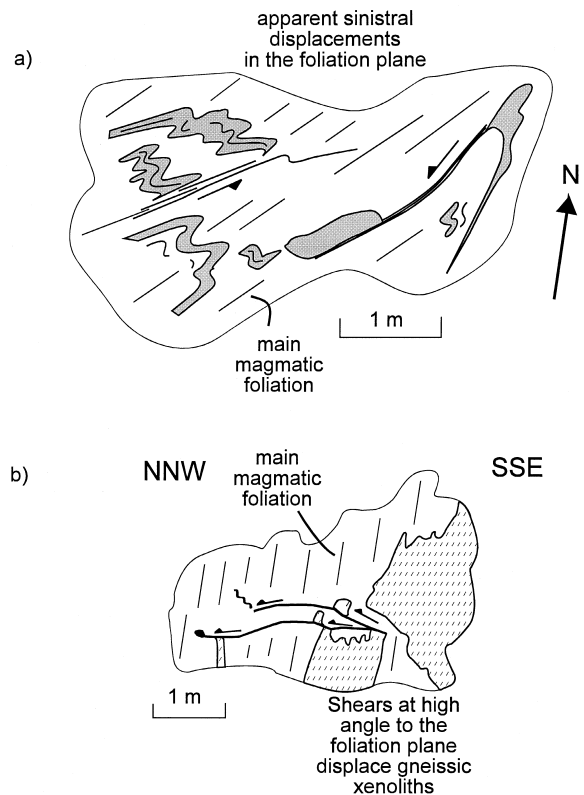 apparent sinistral
displacements
in the foliation plane
a)
N
1 m
main
magmatic
foliation
b)
NNW
main
magmatic
foliation
SSE
1 m
Shears at high
angle to the
foliation plane
displace gneissic
xenoliths